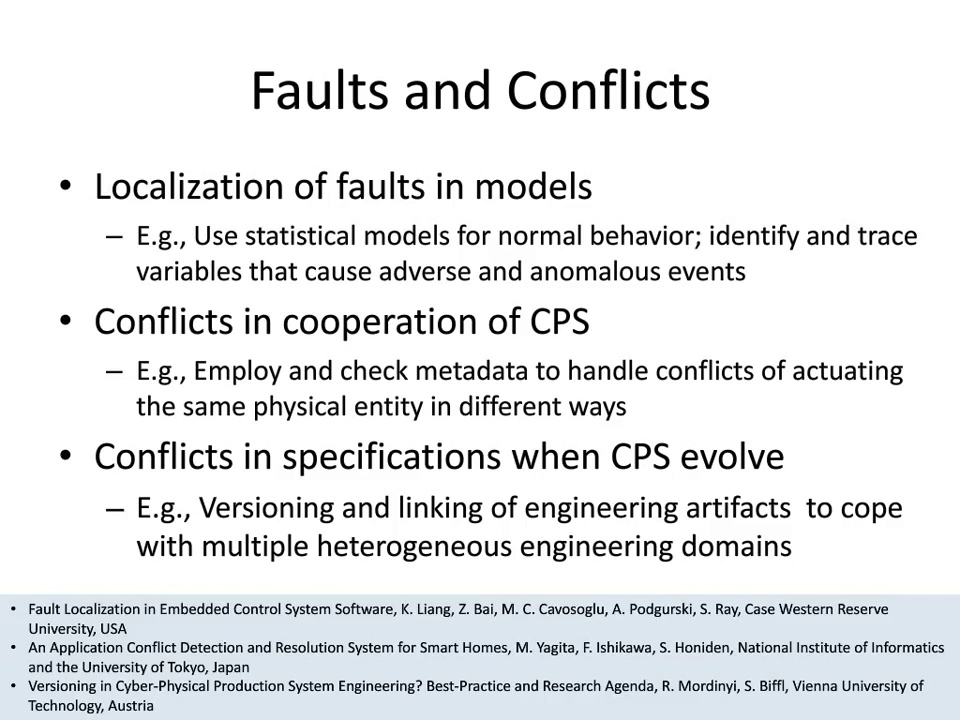 Faults and Conflicts
• Localization of faults in models
– E.g., Use statistical models for normal behavior; identify and trace
variables that cause adverse and anomalous events
• Conflicts in cooperation of CPS
– E.g., Employ and check metadata to handle conflicts of actuating
the same physical entity in different ways
• Conflicts in specifications when CPS evolve
– E.g., Versioning and linking of engineering artifacts  to cope
with multiple heterogeneous engineering domains
• Fault Localization in Embedded Control System Software, K. Liang, Z. Bai, M. C. Cavosoglu, A. Podgurski, S. Ray, Case Western Reserve
University, USA
• An Application Conflict Detection and Resolution System for Smart Homes, M. Yagita, F. Ishikawa, S. Honiden, National Institute of Informatics
and the University of Tokyo, Japan
• Versioning in Cyber-Physical Production System Engineering? Best-Practice and Research Agenda, R. Mordinyi, S. Biffl, Vienna University of
Technology, Austria